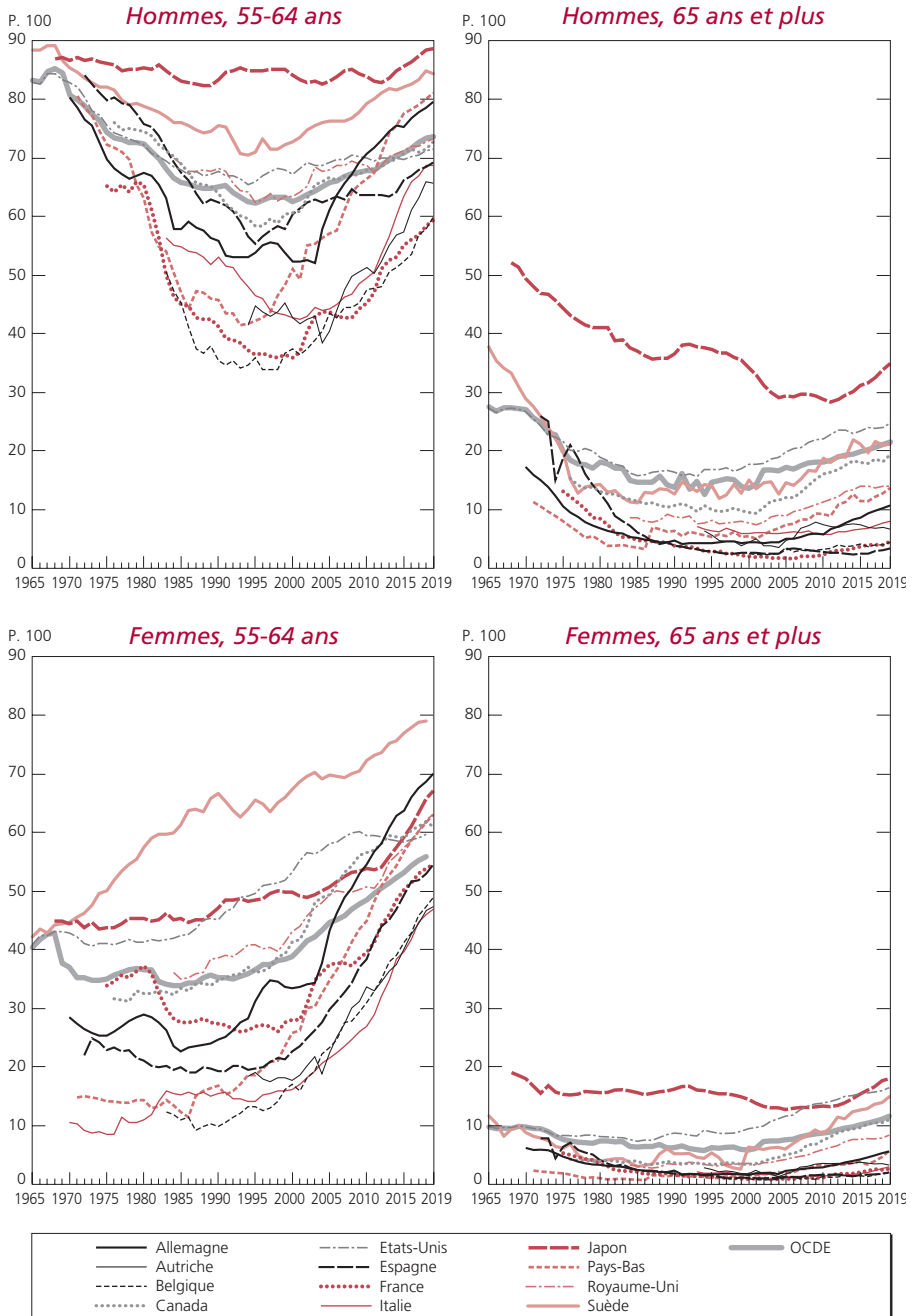 P. 100 Hommes, 55-64 ans
90
80
70
60
50
40
30
20
10
0
1965 1970 1975 1980 1985 1990 1995 2000 2005 2010 2015 2019
P. 100 Hommes, 65 ans et plus
90
80
70
60
50
40
30
20
10
0
1965 1970 1975 1980 1985 1990 1995 2000 2005 2010 2015 2019
P. 100 Femmes, 55-64 ans
90
80
70
60
50
40
30
20
10
0
1965 1970 1975 1980 1985 1990 1995 2000 2005 2010 2015 2019
P. 100 Femmes, 65 ans et plus
90
80
70
60
50
40
30
20
10
0
1965 1970 1975 1980 1985 1990 1995 2000 2005 2010 2015 2019
Allemagne
Autriche
Belgique
Canada
Etats-Unis
Espagne
France
Italie
Japon
Pays-Bas
Royaume-Uni
Suède
OCDE